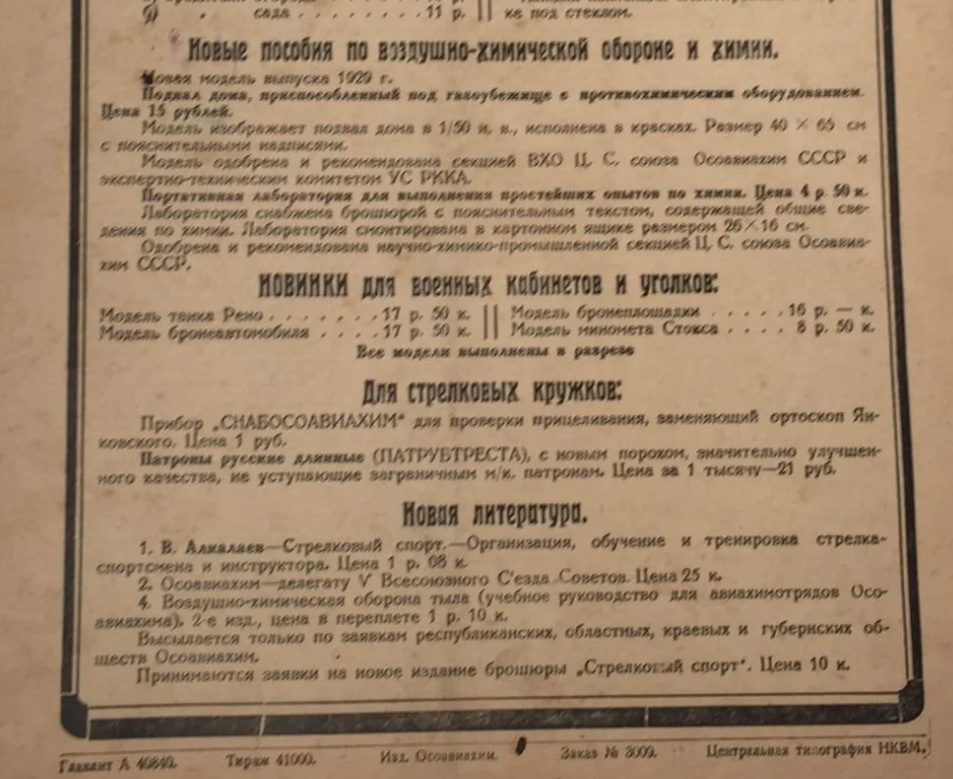 сада . . . . . . . . 11 р. || ке под стеклом.
Новые пособия по воздушно-химической обороне и химии.
Новая модель выпуска 1929 г.
Подвал дома, приспособленный под газоубежище с противохимическим оборудованием.
Цена 15 рублей.
Модель изображает подвал дома в 1/50 н. в., исполнена в красках. Размер 40 × 65 см
с пояснительными надписями.
Модель одобрена и рекомендована секцией ВХО Ц. С. союза Осоавиахим СССР и
экспертно-техническим комитетом УС РККА.
Портативная лаборатория для выполнения простейших опытов по химии. Цена 4 р. 50 к.
Лаборатория снабжена брошюрой с пояснительным текстом, содержащей общие све-
дения по химии. Лаборатория смонтирована в картонном ящике размером 26×16 см.
Одобрена и рекомендована научно-химико-промышленной секцией Ц. С. союза Осоавиа-
хим СССР.
НОВИНКИ для военных кабинетов и уголков:
Модель танка Рено . . . . . . . 17 р. 50 к. || Модель бронеплощадки . . . . . 16 р. — к.
Модель бронеавтомобиля . . . . 17 р. 50 к. || Модель миномета Стокса . . . . 8 р. 50 к.
Все модели выполнены в разрезе
Для стрелковых кружков:
Прибор „СНАБОСОАВИАХИМ“ для проверки прицеливания, заменяющий ортоскоп Ян-
ковского. Цена 1 руб.
Патроны русские длинные (ПАТРУБТРЕСТА), с новым порохом, значительно улучшен-
ного качества, не уступающие заграничным м/к. патронам. Цена за 1 тысячу—21 руб.
Новая литература.
1. В. Алкалаев—Стрелковый спорт.—Организация, обучение и тренировка стрелка-
спортсмена и инструктора. Цена 1 р. 08 к.
2. Осоавиахим—делегату V Всесоюзного С'езда Советов. Цена 25 к.
4. Воздушно-химическая оборона тыла (учебное руководство для авиахимотрядов Осо-
авиахима). 2-е изд., цена в переплете 1 р. 10 к.
Высылается только по заявкам республиканских, областных, краевых и губернских об-
ществ Осоавиахим.
Принимаются заявки на новое издание брошюры „Стрелковый спорт“. Цена 10 к.
Главлит А 40840. Тираж 41000. Изд. Осоавиахим. Заказ № 3009. Центральная типография НКВМ.